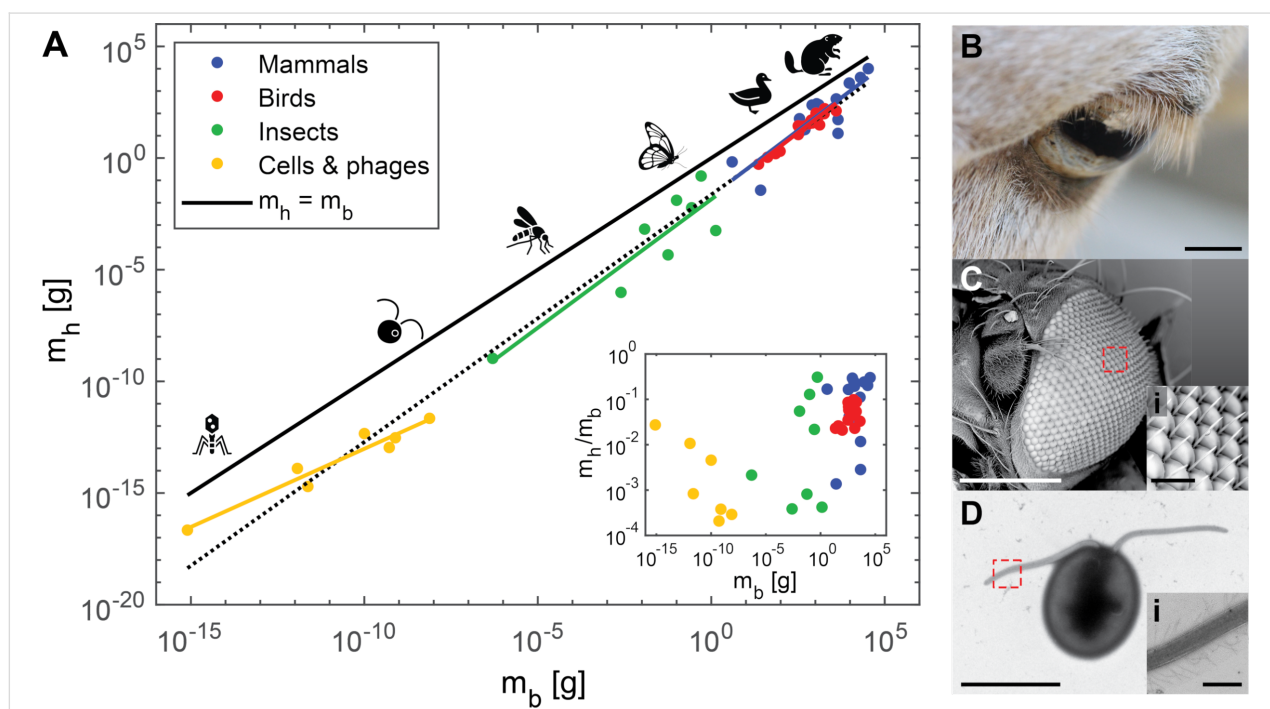 A
Mammals
Birds
Insects
Cells & phages
m_h = m_b
m_h [g]
10^5
10^0
10^-5
10^-10
10^-15
10^-20
10^-15
10^-10
10^-5
10^0
10^5
m_b [g]
m_h/m_b
10^0
10^-1
10^-2
10^-3
10^-4
10^-15
10^-10
10^-5
10^0
10^5
m_b [g]
B
C
i
D
i